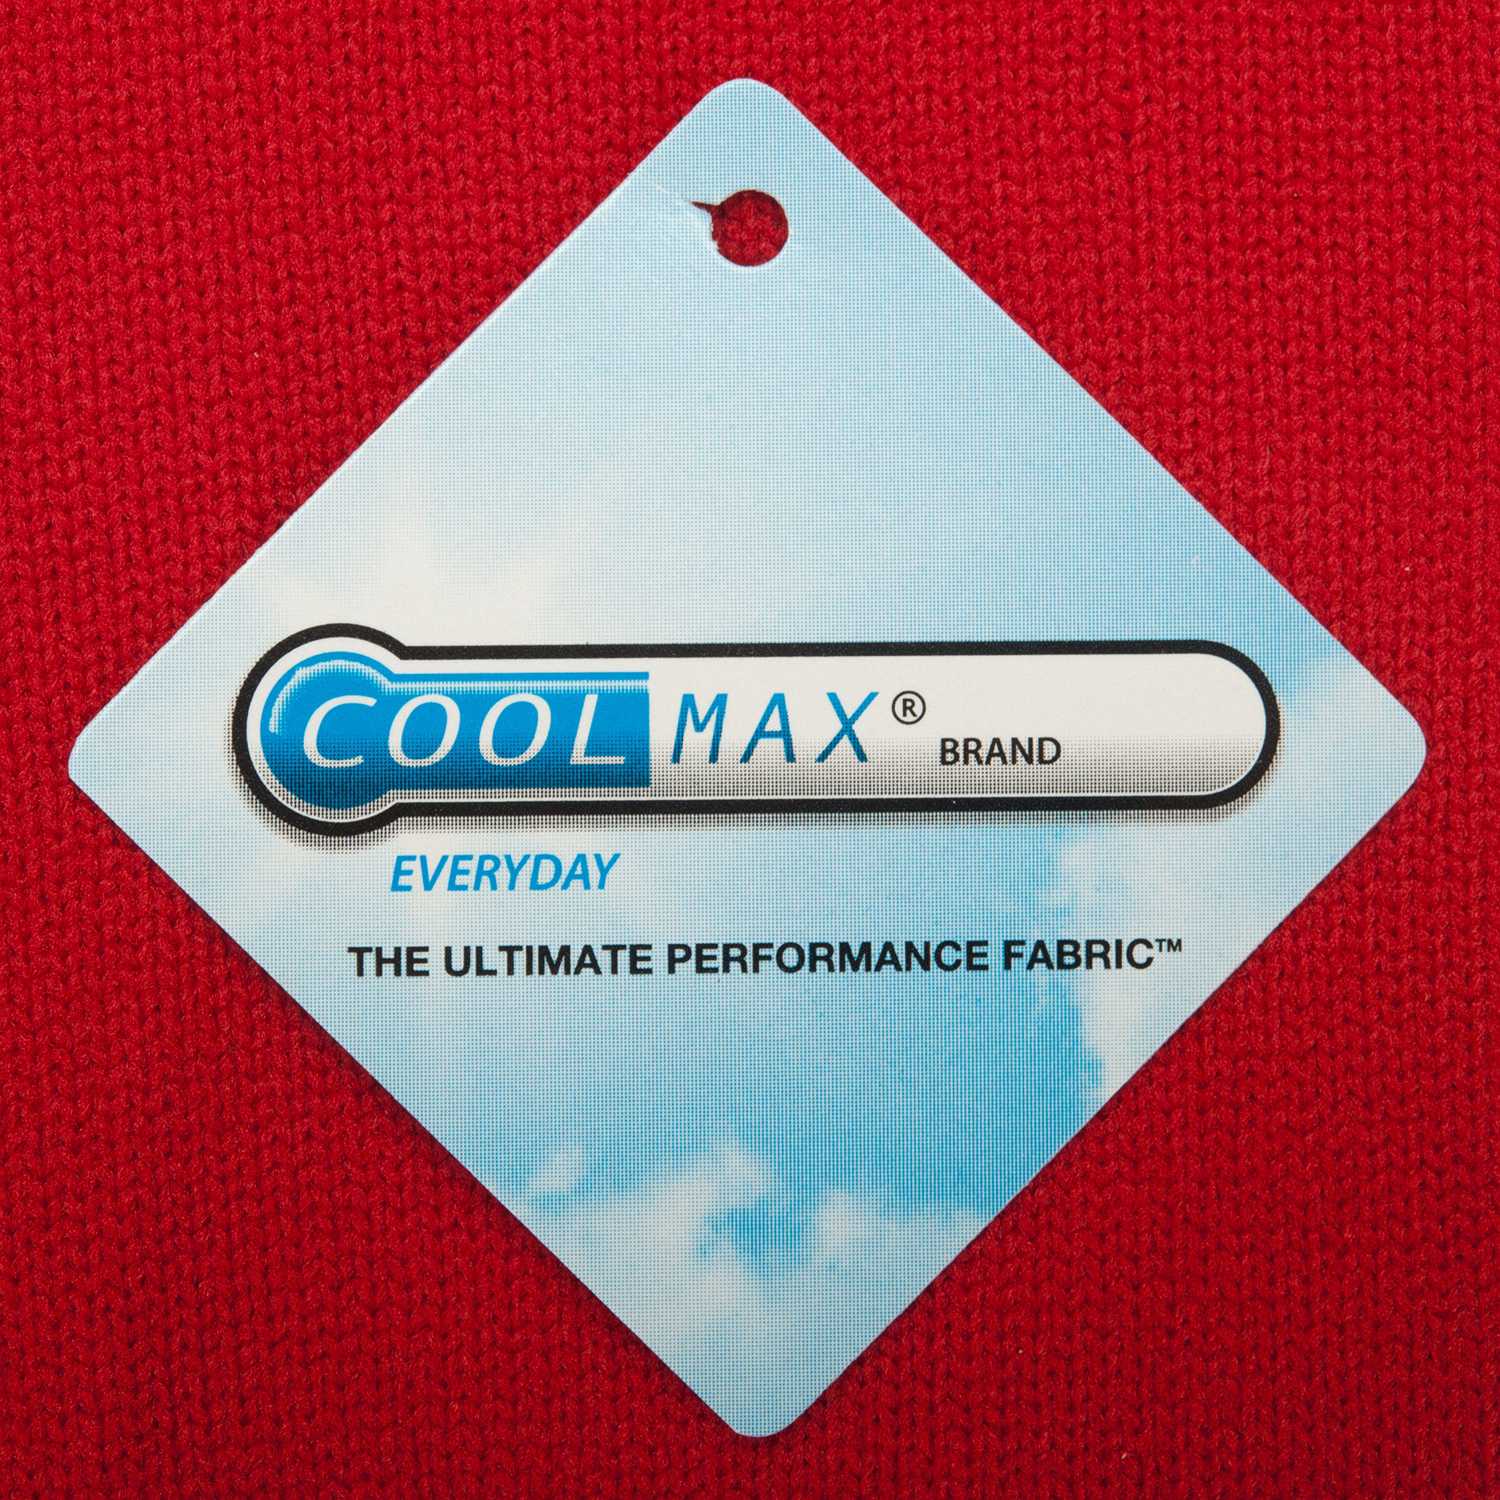 COOLMAX® BRAND
EVERYDAY
THE ULTIMATE PERFORMANCE FABRIC™